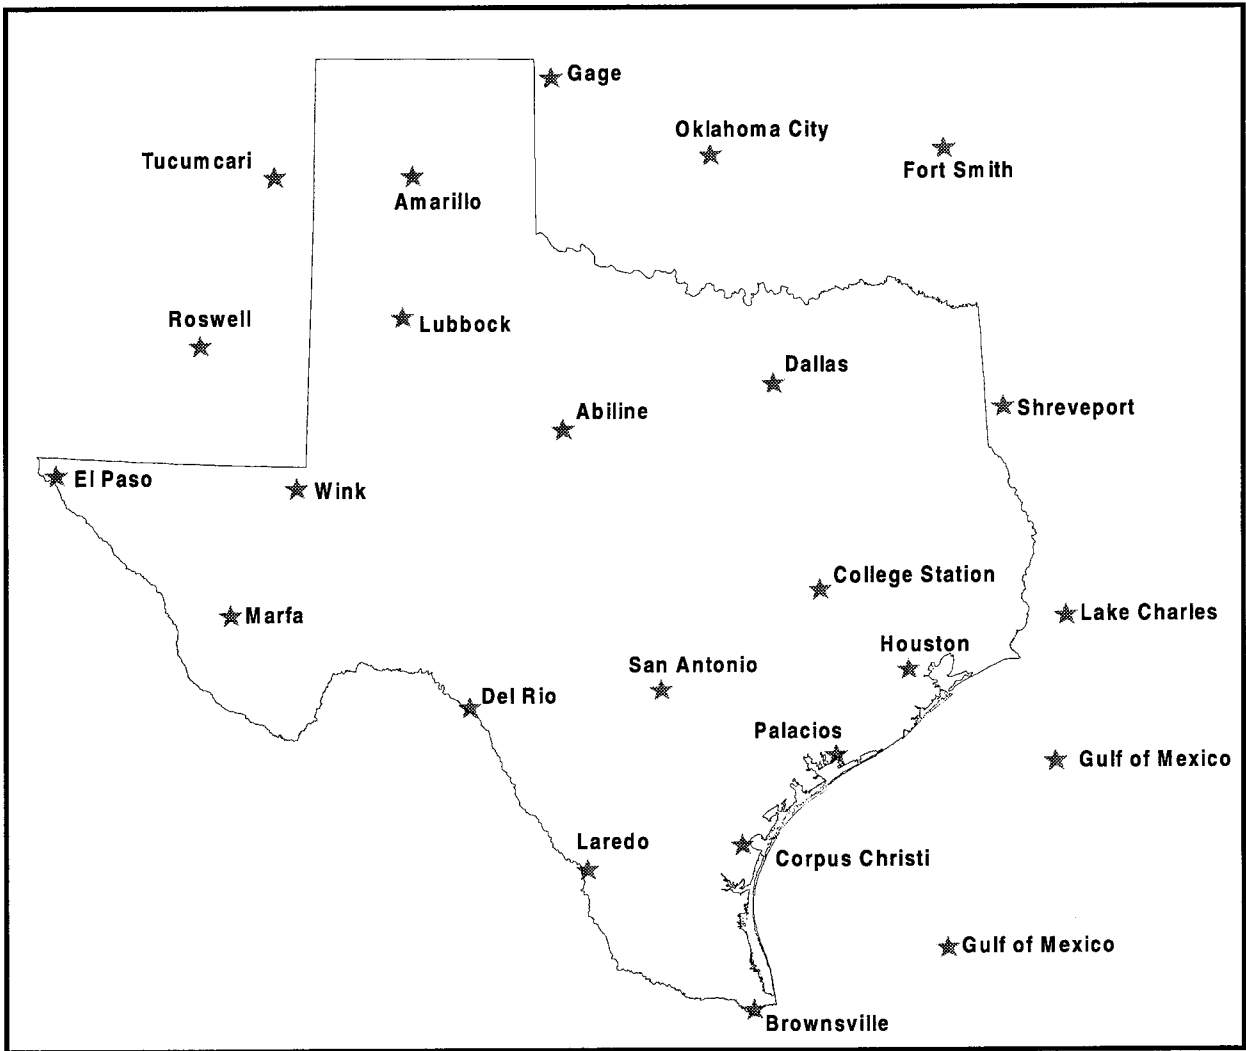 Gage
Oklahoma City
Tucumcari
Fort Smith
Amarillo
Roswell
Lubbock
Dallas
Abiline
Shreveport
El Paso
Wink
College Station
Marfa
Lake Charles
Houston
San Antonio
Del Rio
Palacios
Gulf of Mexico
Laredo
Corpus Christi
Gulf of Mexico
Brownsville